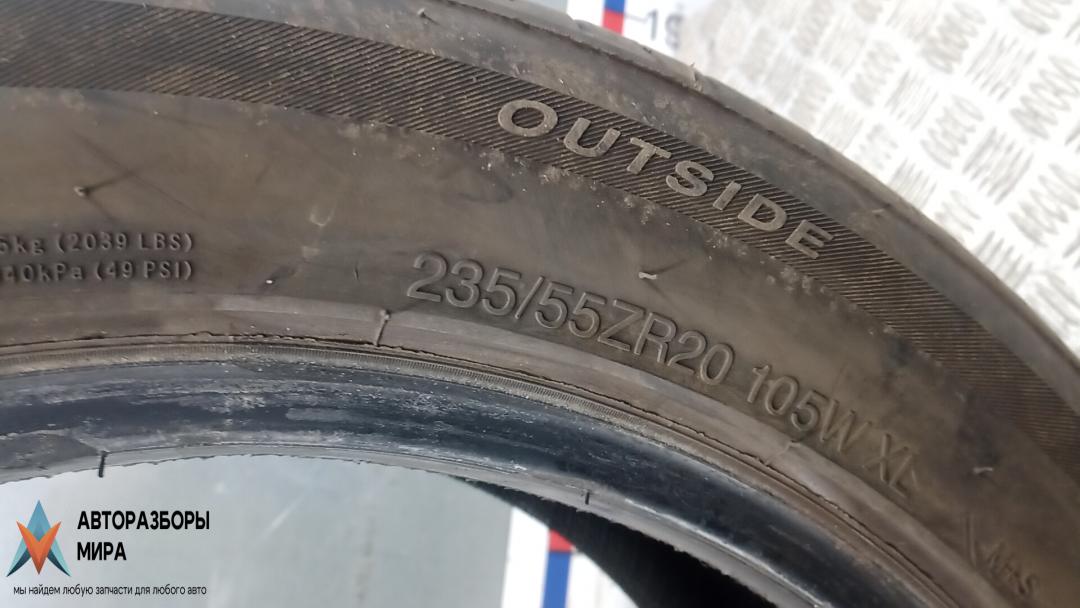 OUTSIDE
5kg (2039 LBS)
40kPa (49 PSI)
235/55ZR20 105W XL
M+S
АВТОРАЗБОРЫ
МИРА
мы найдем любую запчасти для любого авто